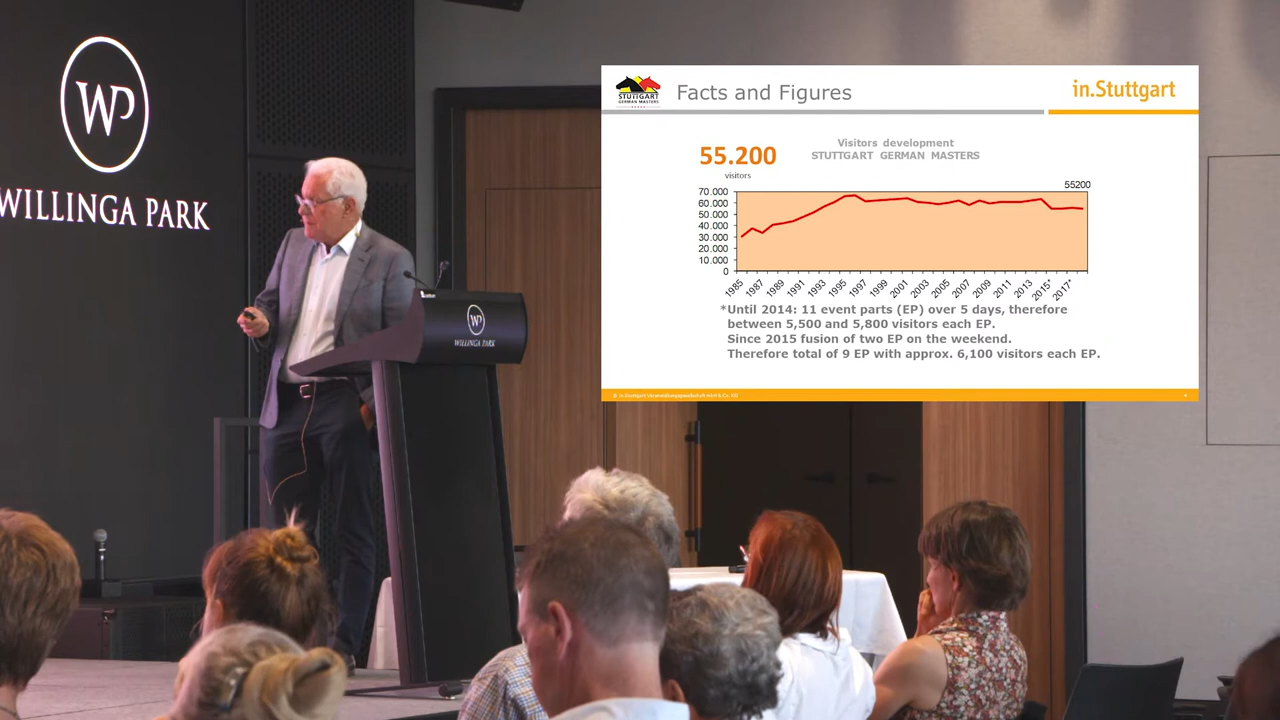 WP
WILLINGA PARK
WP
WILLINGA PARK
STUTTGART
GERMAN MASTERS
Facts and Figures
in.Stuttgart
55.200
visitors
Visitors development
STUTTGART GERMAN MASTERS
55200
70.000
60.000
50.000
40.000
30.000
20.000
10.000
0
1985
1987
1989
1991
1993
1995
1997
1999
2001
2003
2005
2007
2009
2011
2013
2015*
2017*
*Until 2014: 11 event parts (EP) over 5 days, therefore
between 5,500 and 5,800 visitors each EP.
Since 2015 fusion of two EP on the weekend.
Therefore total of 9 EP with approx. 6,100 visitors each EP.